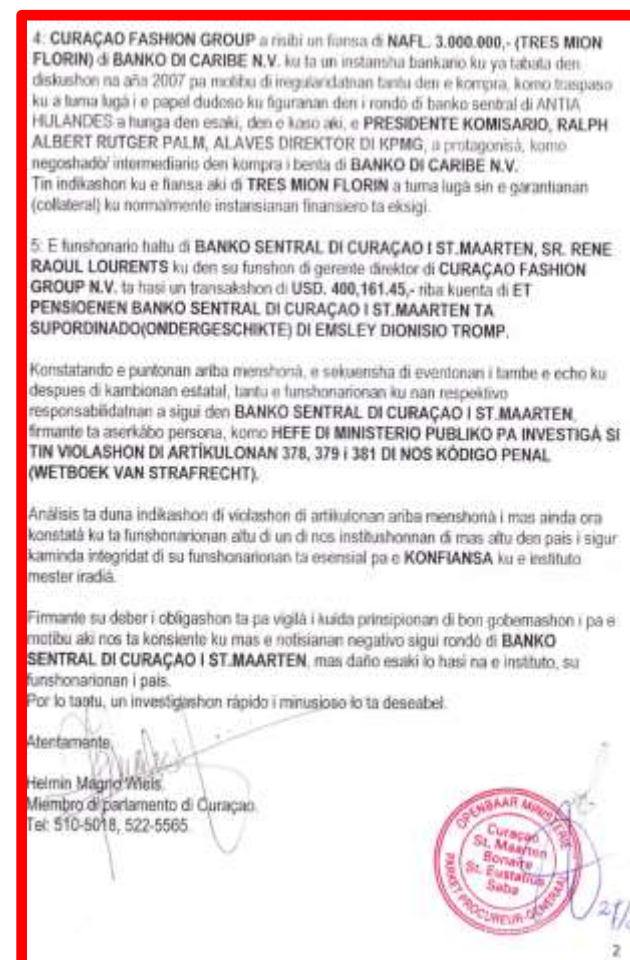 4: CURAÇAO FASHION GROUP a risibi un fiansa di NAFL. 3.000.000,- (TRES MION
FLORIN) di BANKO DI CARIBE N.V. ku ta un instansha bankario ku ya tabata den
diskushon na aña 2007 pa motibu di iregularidatnan tantu den e kompra, komo traspaso
ku a tuma lugá i e papel dudoso ku figuranan den i rondó di banko sentral di ANTIA
HULANDES a hunga den esaki, den e kaso aki, e PRESIDENTE KOMISARIO, RALPH
ALBERT RUTGER PALM, ALAVES DIREKTOR DI KPMG, a protagonisá, komo
negoshadó/ intermediario den kompra i benta di BANKO DI CARIBE N.V.
Tin indikashon ku e fiansa aki di TRES MION FLORIN a tuma lugá sin e garantianan
(collateral) ku normalmente instansianan finansiero ta eksigi.
5: E funshonario haltu di BANKO SENTRAL DI CURAÇAO I ST.MAARTEN, SR. RENE
RAOUL LOURENTS ku den su funshon di gerente direktor di CURAÇAO FASHION
GROUP N.V. ta hasi un transakshon di USD. 400,161.45,- riba kuenta di ET
PENSIOENEN BANKO SENTRAL DI CURAÇAO I ST.MAARTEN TA
SUPORDINADO(ONDERGESCHIKTE) DI EMSLEY DIONISIO TROMP.
Konstatando e puntonan ariba menshoná, e sekuensha di eventonan i tambe e echo ku
despues di kambionan estatal, tantu e funshonarionan ku nan respektivo
responsabilidatnan a sigui den BANKO SENTRAL DI CURAÇAO I ST.MAARTEN,
firmante ta aserkábo persona, komo HEFE DI MINISTERIO PUBLIKO PA INVESTIGÁ SI
TIN VIOLASHON DI ARTÍKULONAN 378, 379 i 381 DI NOS KÓDIGO PENAL
(WETBOEK VAN STRAFRECHT).
Análisis ta duna indikashon di violashon di artikulonan ariba menshoná i mas ainda ora
konstatá ku ta funshonarionan altu di un di nos institushonnan di mas altu den pais i sigur
kaminda integridat di su funshonarionan ta esensial pa e KONFIANSA ku e instituto
mester iradiá.
Firmante su deber i obligashon ta pa vigilá i kuida prinsipionan di bon gobernashon i pa e
motibu aki nos ta konsiente ku mas e notisianan negativo sigui rondó di BANKO
SENTRAL DI CURAÇAO I ST.MAARTEN, mas daño esaki lo hasi na e instituto, su
funshonarionan i pais.
Por lo tantu, un investigashon rápido i minusioso lo ta deseabel.
Atentamente,
Helmin Magno Wiels
Miembro di parlamento di Curaçao.
Tel: 510-5018, 522-5565
OPENBAAR MINISTERIE
Curaçao
St. Maarten
Bonaire
St. Eustatius
Saba
PARKET PROCUREUR-GENERAAL
2